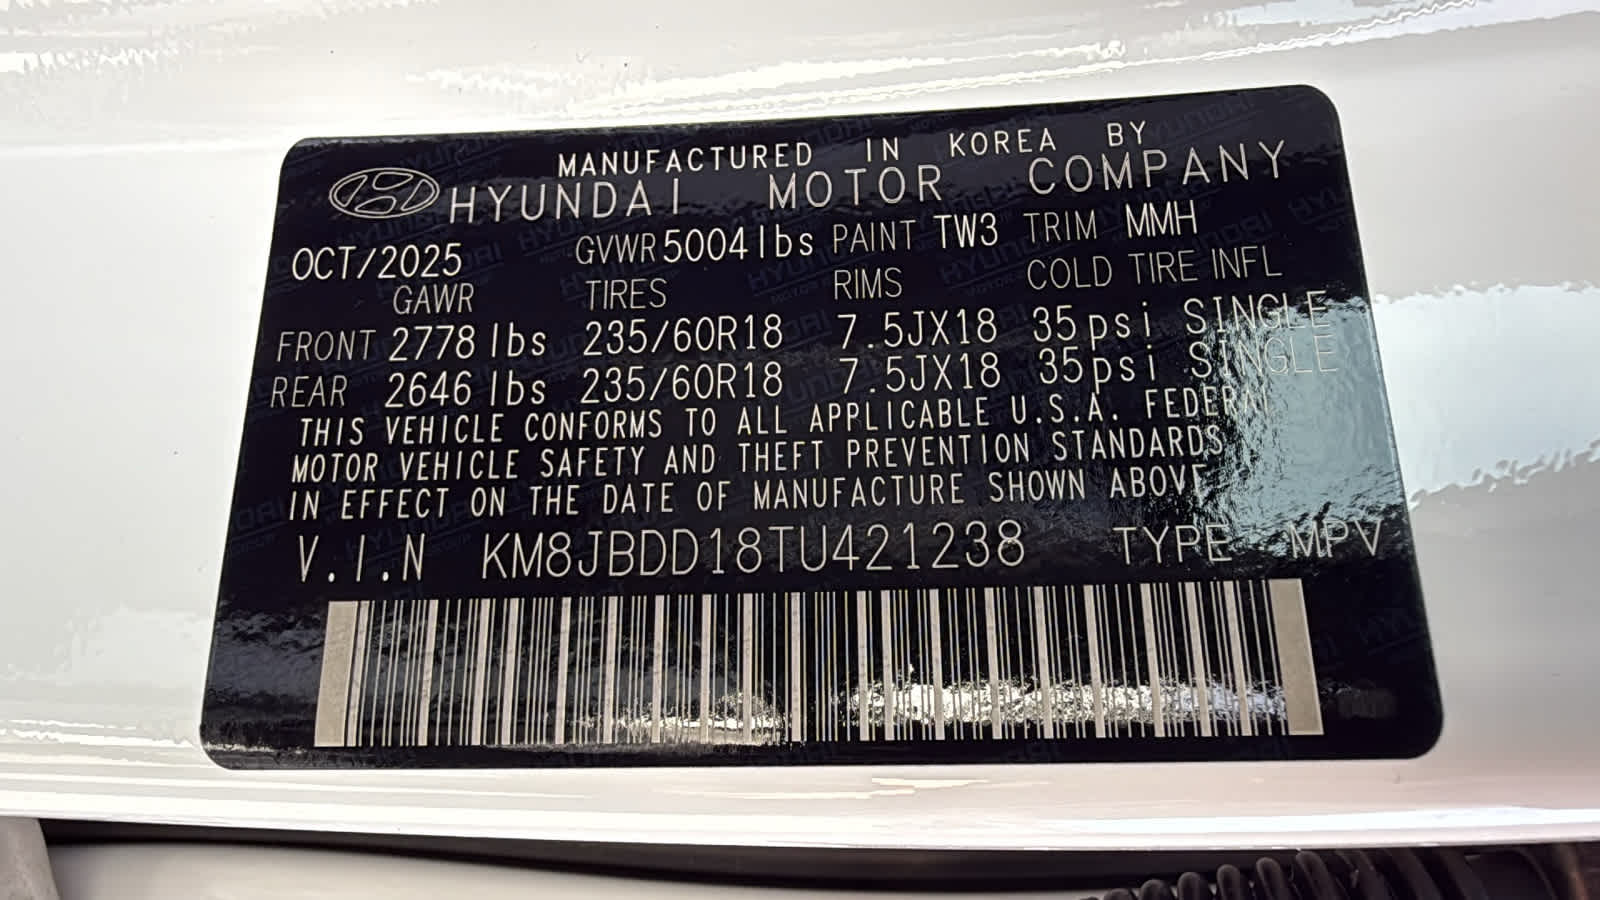 MANUFACTURED IN KOREA BY
HYUNDAI MOTOR COMPANY
OCT/2025 GVWR 5004lbs PAINT TW3 TRIM MMH
GAWR TIRES RIMS COLD TIRE INFL
FRONT 2778 lbs 235/60R18 7.5JX18 35psi SINGLE
REAR 2646 lbs 235/60R18 7.5JX18 35psi SINGLE
THIS VEHICLE CONFORMS TO ALL APPLICABLE U.S.A. FEDERAL
MOTOR VEHICLE SAFETY AND THEFT PREVENTION STANDARDS
IN EFFECT ON THE DATE OF MANUFACTURE SHOWN ABOVE
V.I.N KM8JBDD18TU421238 TYPE MPV